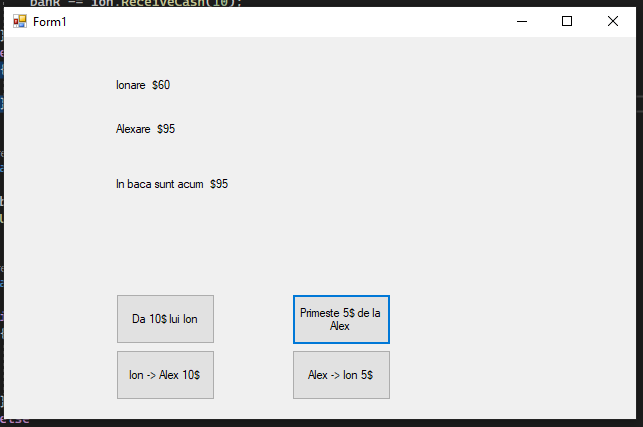 bank -= ion.ReceiveCash(10);
Form1
Ionare $60
Alexare $95
In baca sunt acum $95
Da 10$ lui Ion
Primeste 5$ de la
Alex
Ion -> Alex 10$
Alex -> Ion 5$
else